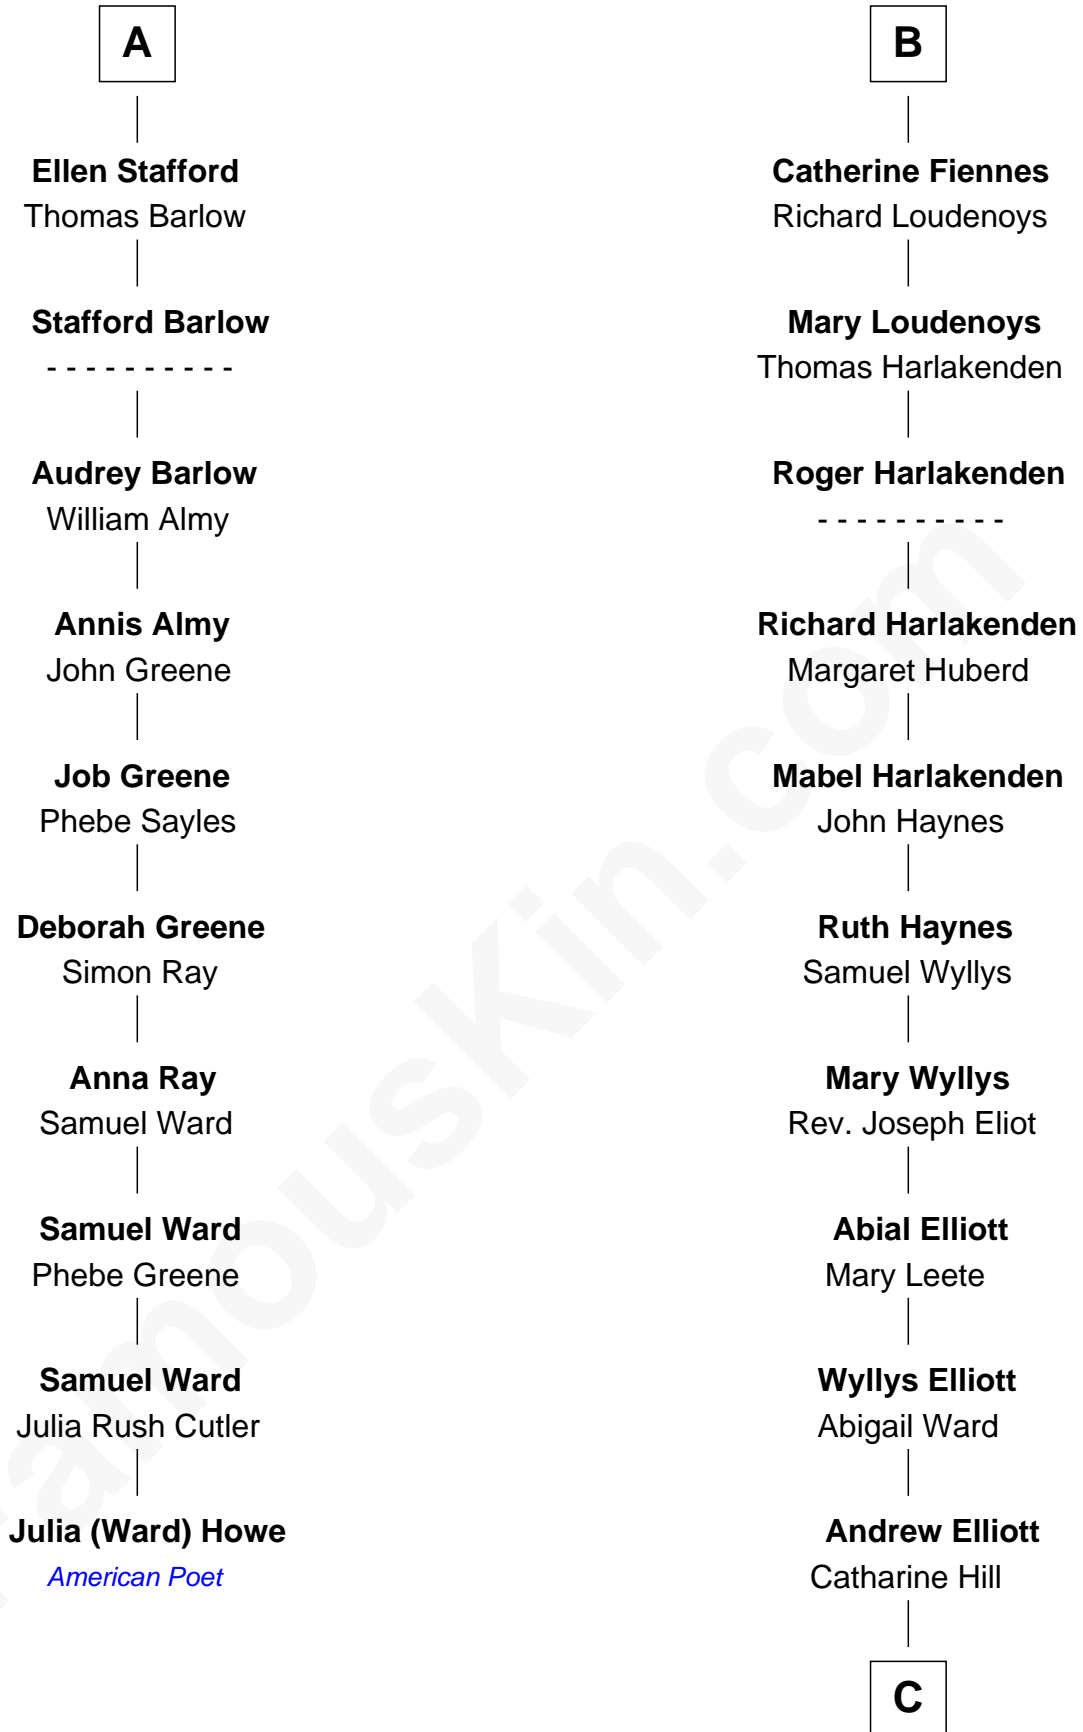 A
Ellen Stafford
Thomas Barlow
Stafford Barlow
- - - - - - - - - -
Audrey Barlow
William Almy
Annis Almy
John Greene
Job Greene
Phebe Sayles
Deborah Greene
Simon Ray
Anna Ray
Samuel Ward
Samuel Ward
Phebe Greene
Samuel Ward
Julia Rush Cutler
Julia (Ward) Howe
American Poet
B
Catherine Fiennes
Richard Loudenoys
Mary Loudenoys
Thomas Harlakenden
Roger Harlakenden
- - - - - - - - - -
Richard Harlakenden
Margaret Huberd
Mabel Harlakenden
John Haynes
Ruth Haynes
Samuel Wyllys
Mary Wyllys
Rev. Joseph Eliot
Abial Elliott
Mary Leete
Wyllys Elliott
Abigail Ward
Andrew Elliott
Catharine Hill
C
FamousKin.com